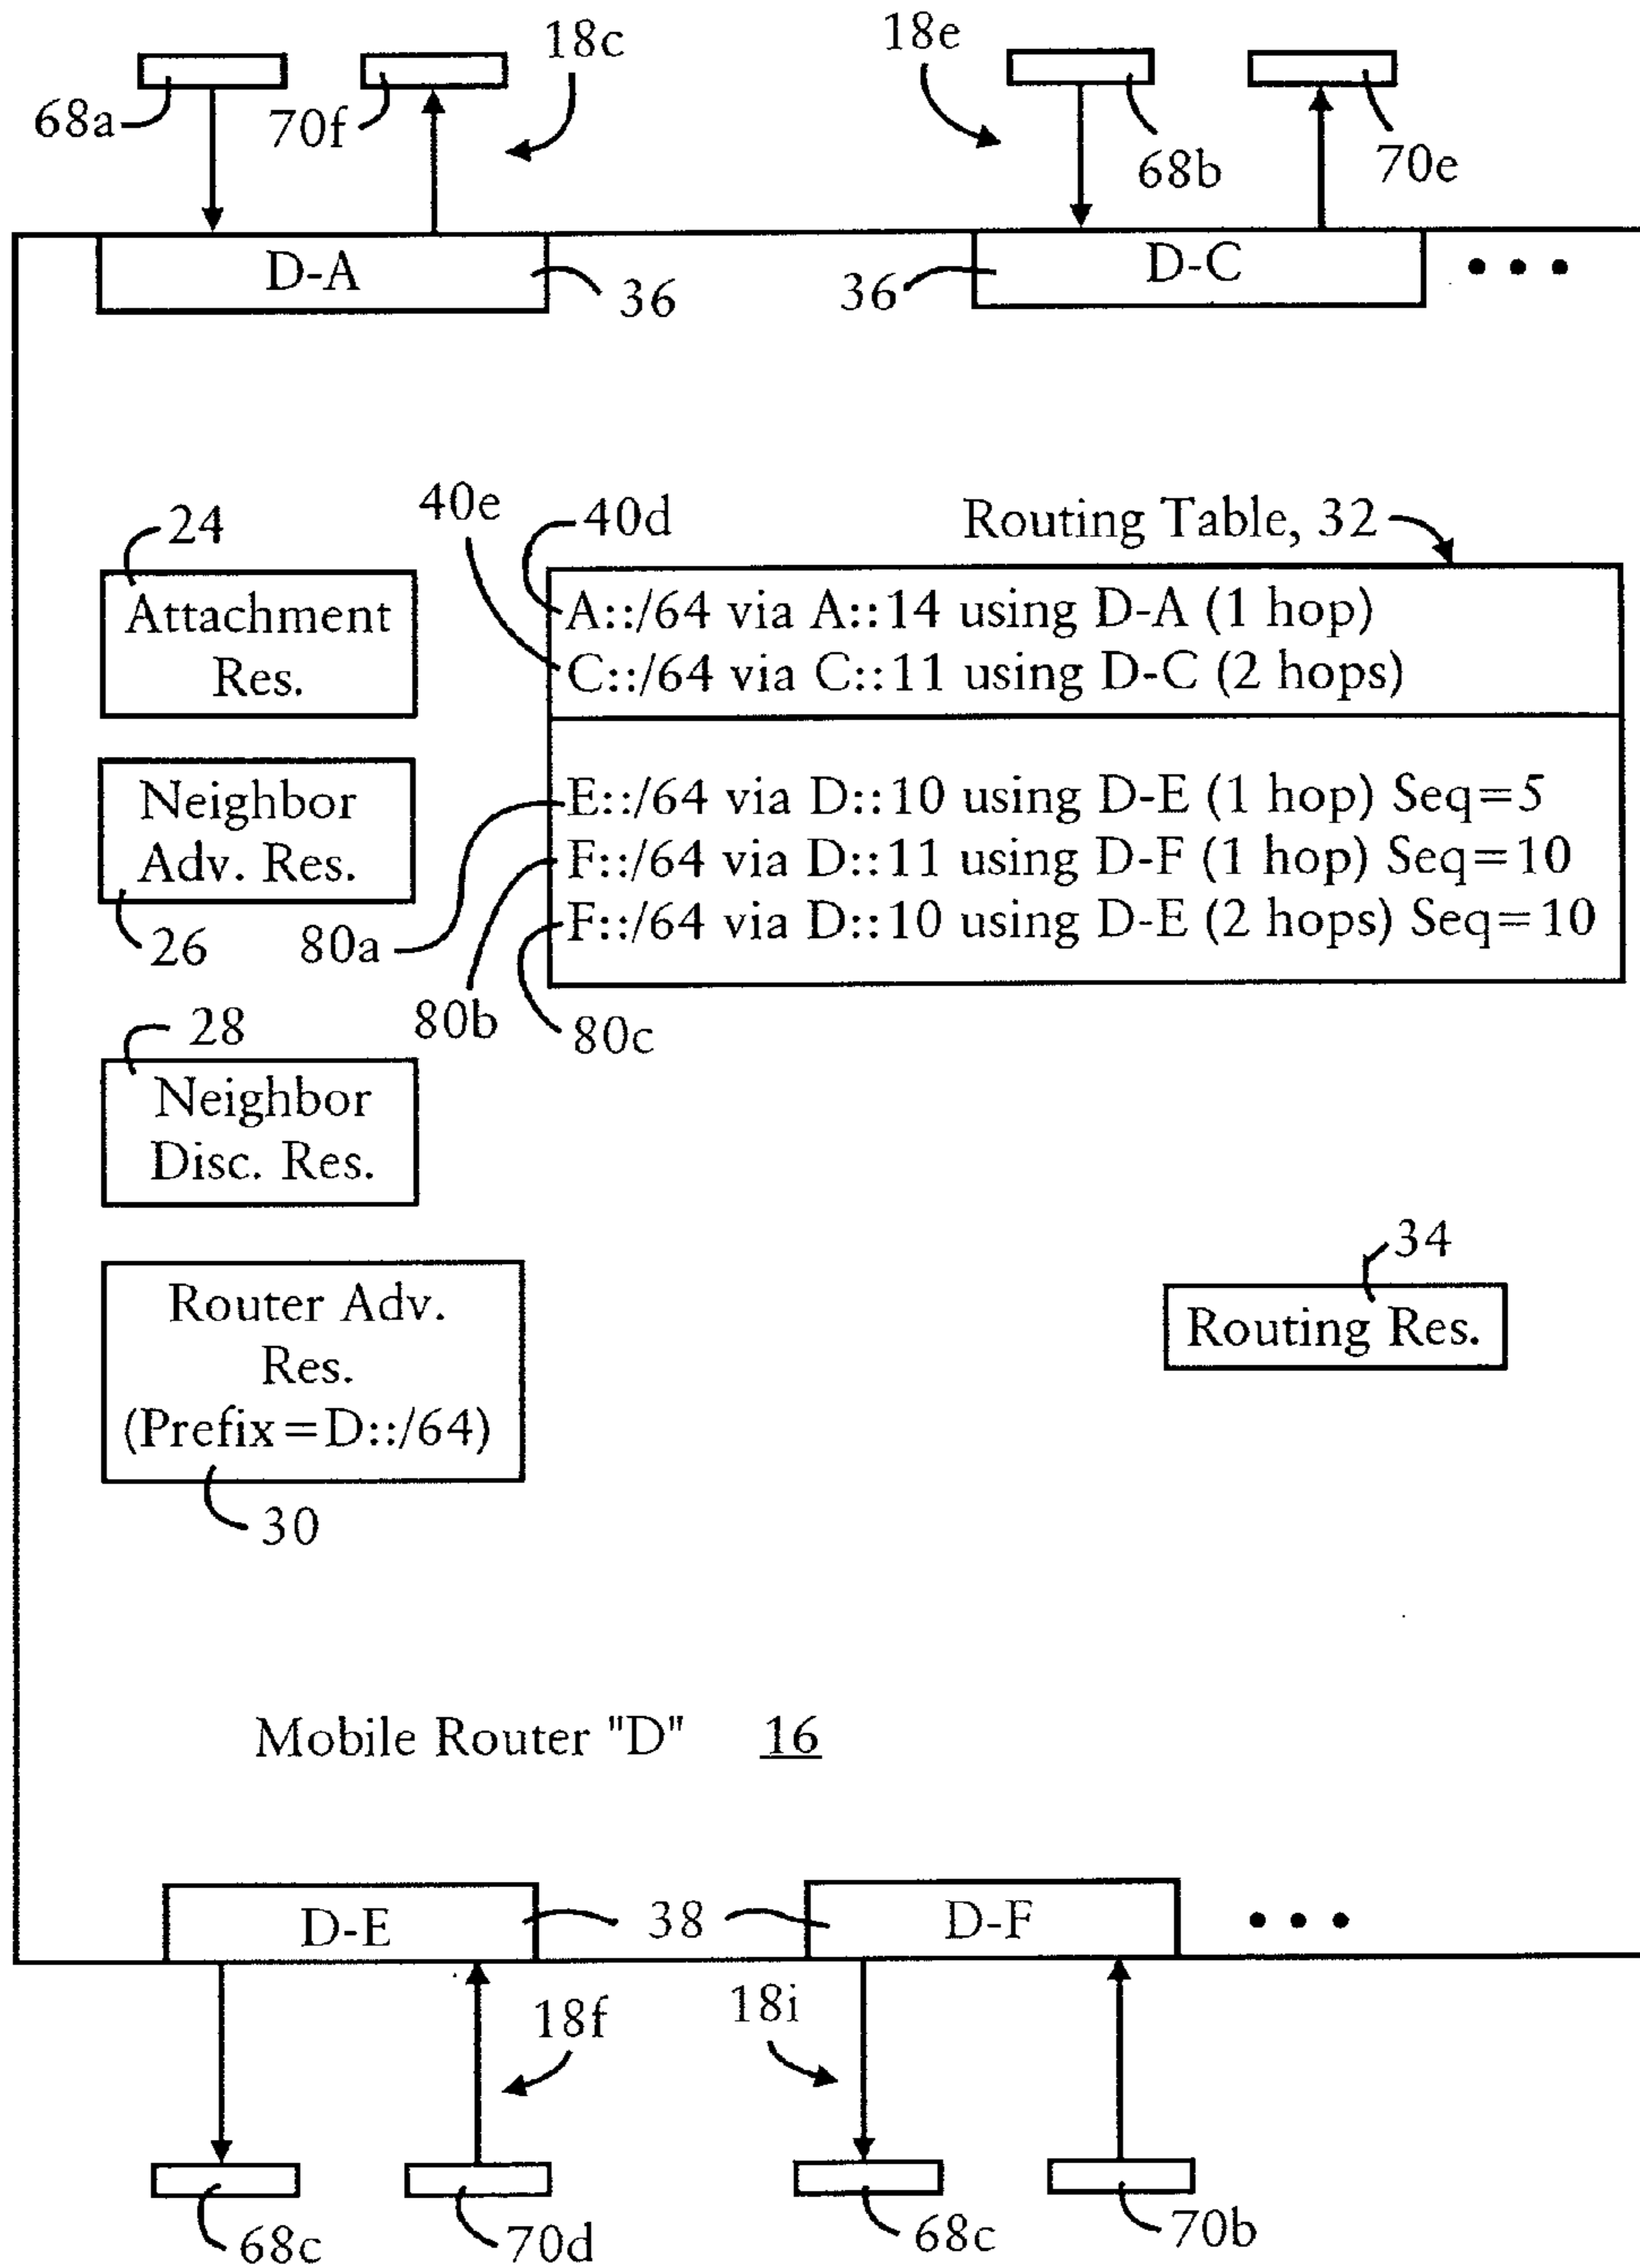 18c
18e
68a
70f
68b
70e
D-A
36
36
D-C
40e
40d
Routing Table, 32
24
Attachment
Res.
A::/64 via A::14 using D-A (1 hop)
C::/64 via C::11 using D-C (2 hops)
Neighbor
Adv. Res.
26
E::/64 via D::10 using D-E (1 hop) Seq=5
F::/64 via D::11 using D-F (1 hop) Seq=10
F::/64 via D::10 using D-E (2 hops) Seq=10
80a
80b
80c
28
Neighbor
Disc. Res.
34
Routing Res.
Router Adv.
Res.
(Prefix=D::/64)
30
Mobile Router "D" 16
D-E
38
D-F
18f
18i
68c
70d
68c
70b